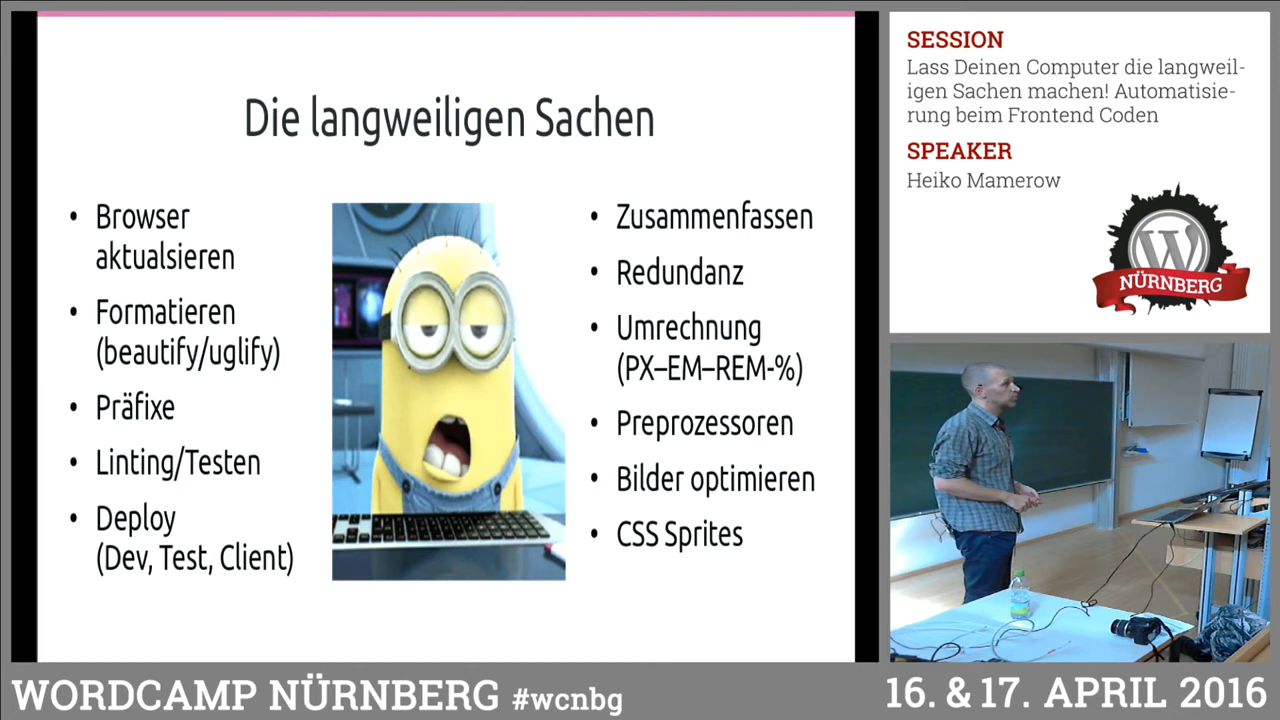 Die langweiligen Sachen
• Browser
aktualsieren
• Formatieren
(beautify/uglify)
• Präfixe
• Linting/Testen
• Deploy
(Dev, Test, Client)
• Zusammenfassen
• Redundanz
• Umrechnung
(PX–EM–REM-%)
• Preprozessoren
• Bilder optimieren
• CSS Sprites
SESSION
Lass Deinen Computer die langweil-
igen Sachen machen! Automatisie-
rung beim Frontend Coden
SPEAKER
Heiko Mamerow
W
NÜRNBERG
WORDCAMP NÜRNBERG #wcnbg
16. & 17. APRIL 2016